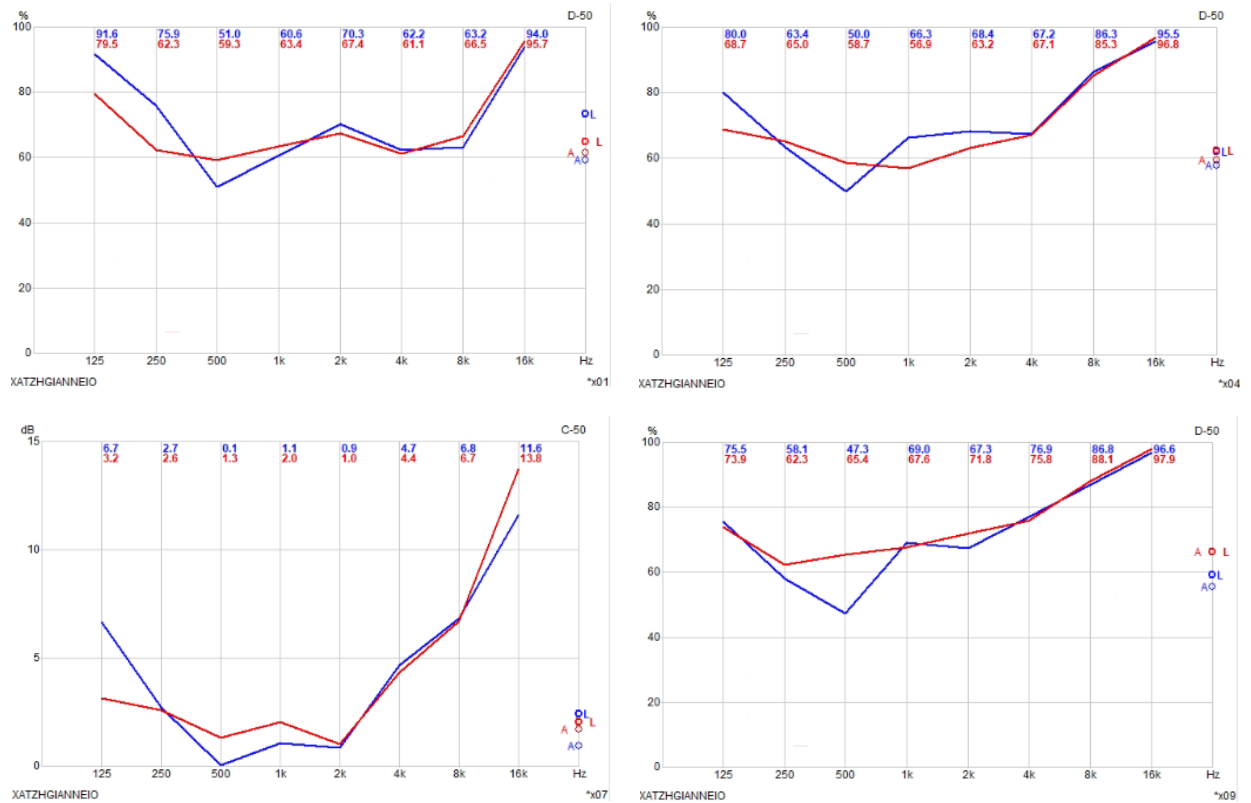 % D-50
100
91.6 75.9 51.0 60.6 70.3 62.2 63.2 94.0
79.5 62.3 59.3 63.4 67.4 61.1 66.5 95.7
80
L
L
A
60
A
40
20
0
125 250 500 1k 2k 4k 8k 16k Hz
XATZHGIANNEIO *x01
% D-50
100
80.0 63.4 50.0 66.3 68.4 67.2 86.3 95.5
68.7 65.0 58.7 56.9 63.2 67.1 85.3 96.8
80
LL
A
60
A
40
20
0
125 250 500 1k 2k 4k 8k 16k Hz
XATZHGIANNEIO *x04
dB C-50
15
6.7 2.7 0.1 1.1 0.9 4.7 6.8 11.6
3.2 2.6 1.3 2.0 1.0 4.4 6.7 13.8
10
5
L
L
A
A
0
125 250 500 1k 2k 4k 8k 16k Hz
XATZHGIANNEIO *x07
% D-50
100
75.5 58.1 47.3 69.0 67.3 76.9 86.8 96.6
73.9 62.3 65.4 67.6 71.8 75.8 88.1 97.9
80
A L
60
L
A
40
20
0
125 250 500 1k 2k 4k 8k 16k Hz
XATZHGIANNEIO *x09